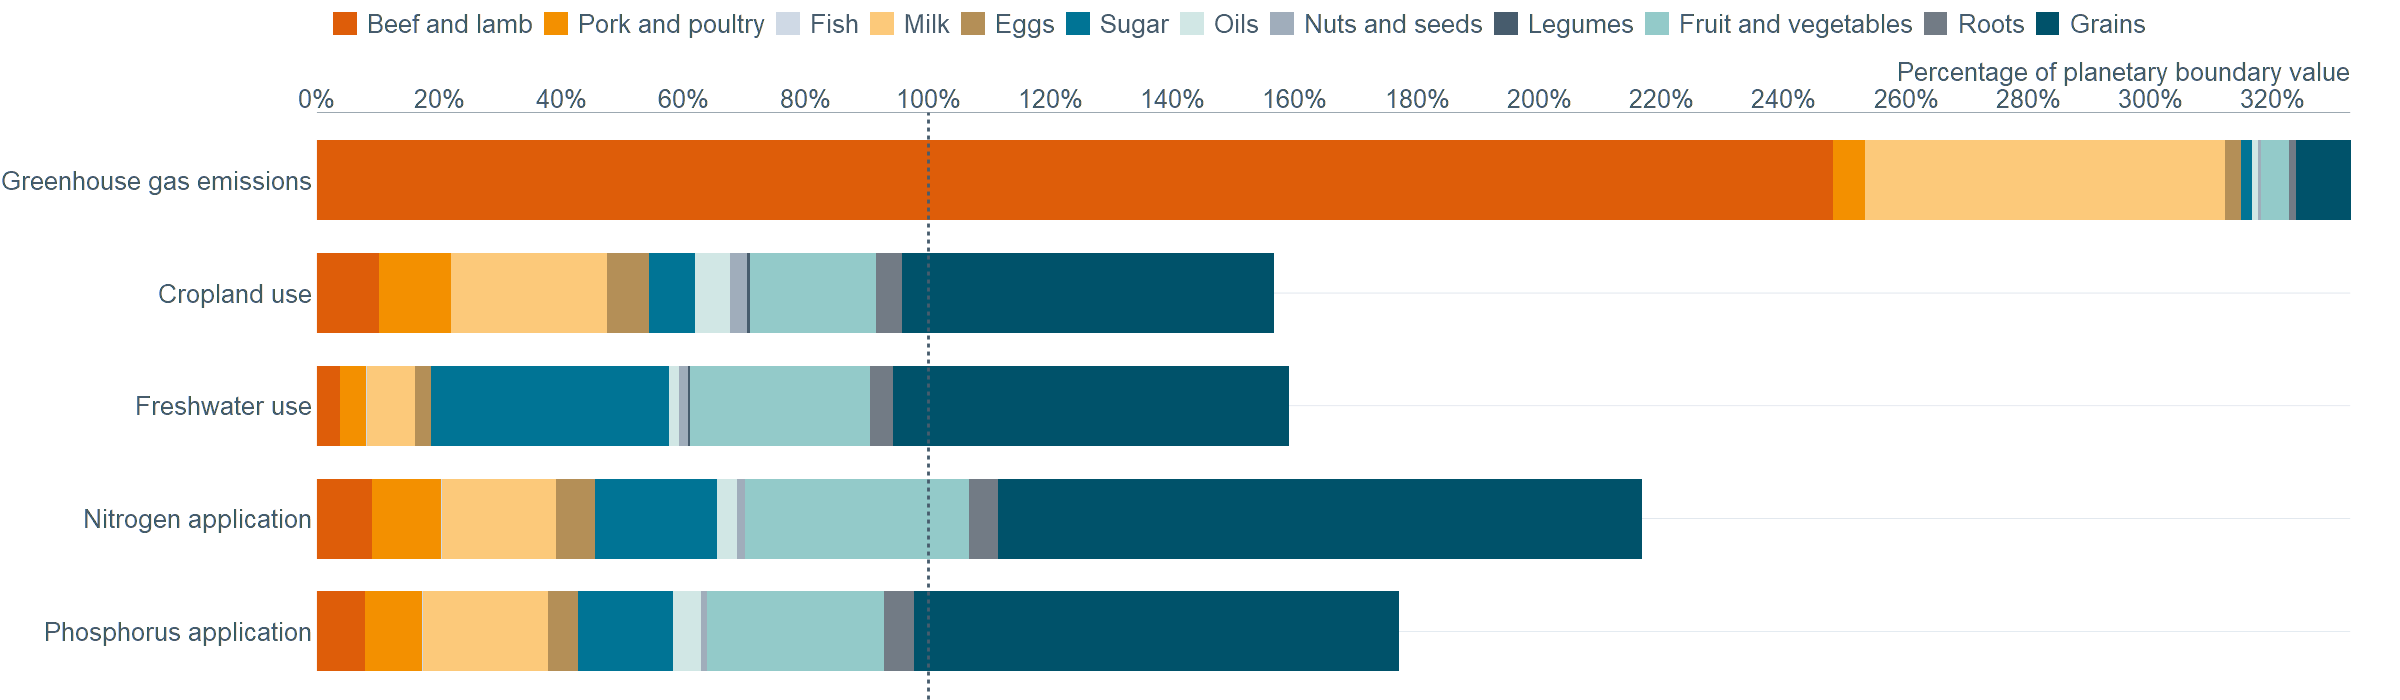 Beef and lamb Pork and poultry Fish Milk Eggs Sugar Oils Nuts and seeds Legumes Fruit and vegetables Roots Grains
Percentage of planetary boundary value
0% 20% 40% 60% 80% 100% 120% 140% 160% 180% 200% 220% 240% 260% 280% 300% 320%
Greenhouse gas emissions
Cropland use
Freshwater use
Nitrogen application
Phosphorus application